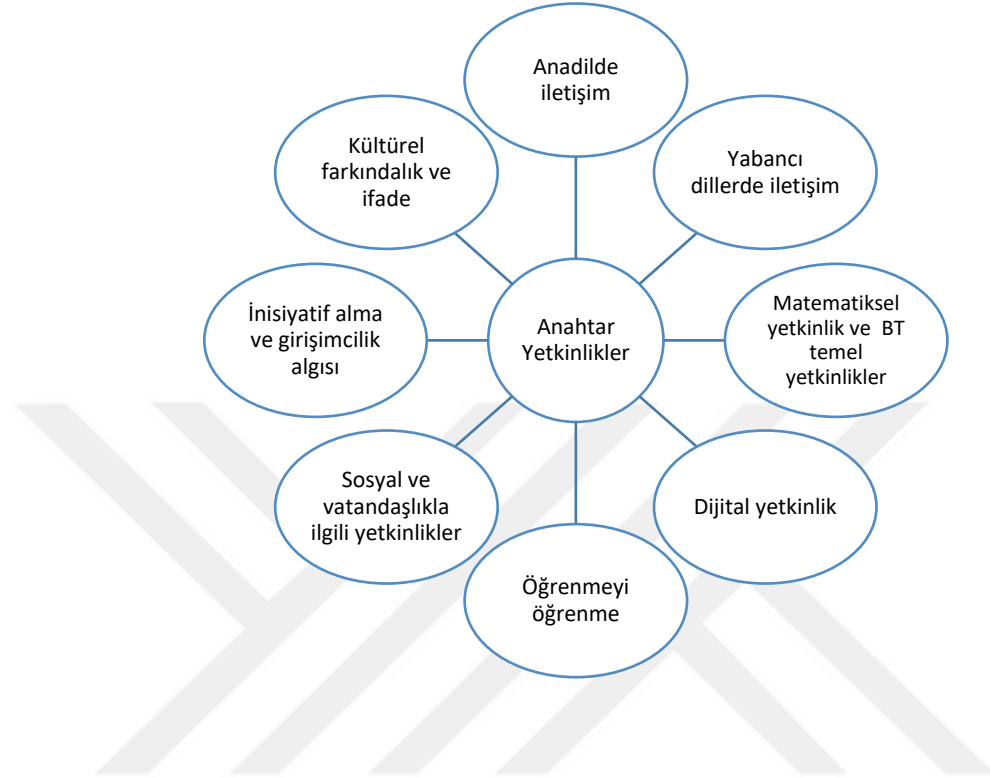 Anadilde
iletişim
Yabancı
dillerde iletişim
Matematiksel
yetkinlik ve  BT
temel
yetkinlikler
Dijital yetkinlik
Öğrenmeyi
öğrenme
Sosyal ve
vatandaşlıkla
ilgili yetkinlikler
İnisiyatif alma
ve girişimcilik
algısı
Kültürel
farkındalık ve
ifade
Anahtar
Yetkinlikler